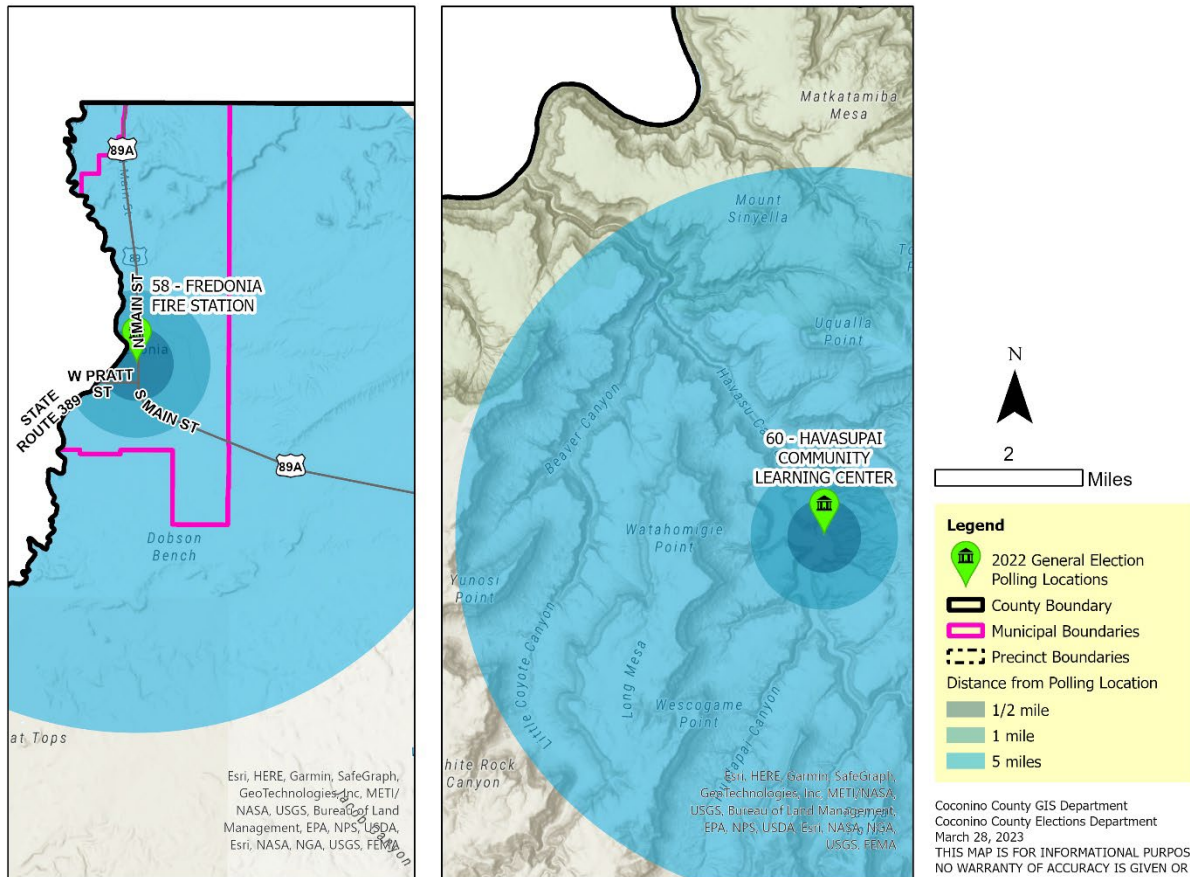 89A
Main St
89
58 - FREDONIA
FIRE STATION
N MAIN ST
W PRATT
ST
STATE
ROUTE 389
S MAIN ST
89A
Dobson
Bench
at Tops
Esri, HERE, Garmin, SafeGraph,
GeoTechnologies, Inc, METI/
NASA, USGS, Bureau of Land
Management, EPA, NPS, USDA,
Esri, NASA, NGA, USGS, FEMA
Matkatamiba
Mesa
Mount
Sinyella
Uqualla
Point
Beaver Canyon
60 - HAVASUPAI
COMMUNITY
LEARNING CENTER
Watahomigie
Point
Yunosi
Point
Little Coyote Canyon
Long Mesa
Wescogame
Point
hite Rock
Canyon
Esri, HERE, Garmin, SafeGraph,
GeoTechnologies, Inc, METI/NASA,
USGS, Bureau of Land Management,
EPA, NPS, USDA, Esri, NASA, NGA,
USGS, FEMA
N
2
Miles
Legend
2022 General Election
Polling Locations
County Boundary
Municipal Boundaries
Precinct Boundaries
Distance from Polling Location
1/2 mile
1 mile
5 miles
Coconino County GIS Department
Coconino County Elections Department
March 28, 2023
THIS MAP IS FOR INFORMATIONAL PURPOS
NO WARRANTY OF ACCURACY IS GIVEN OR